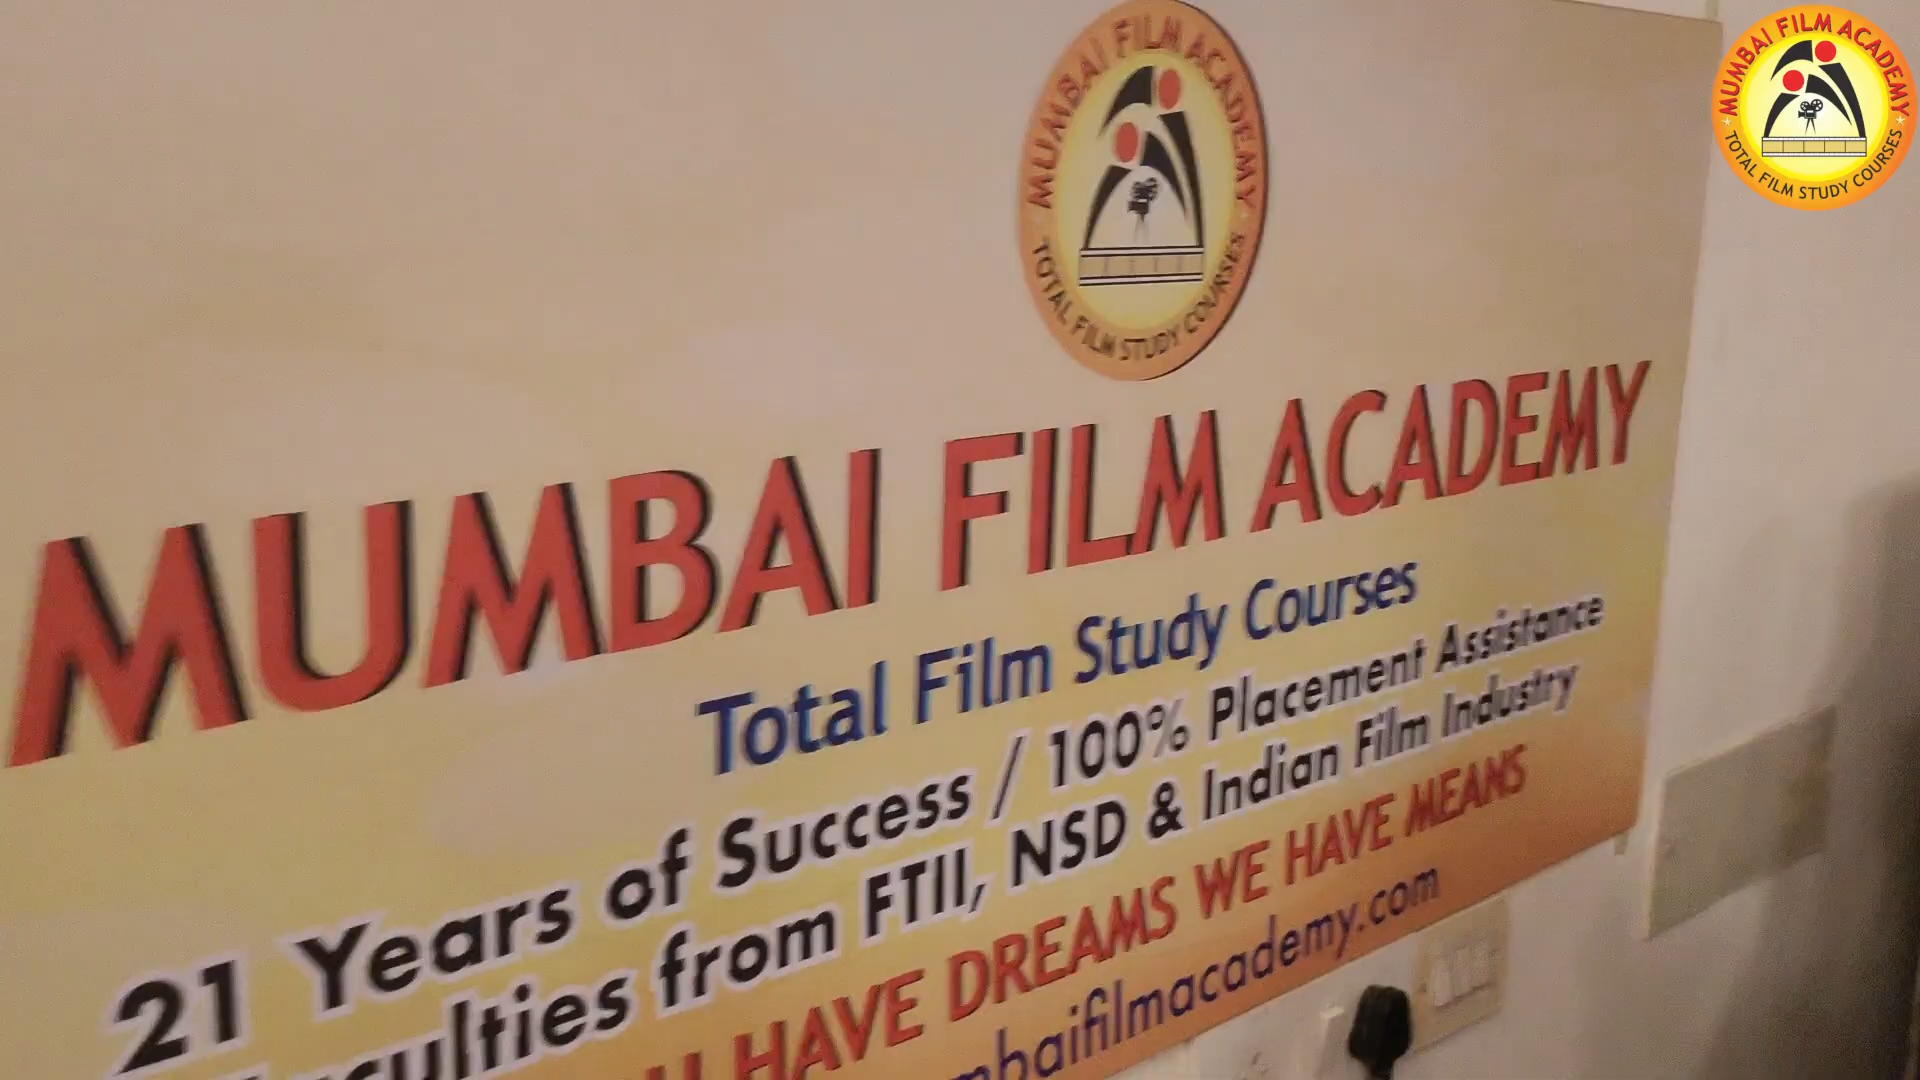 MUMBAI FILM ACADEMY
TOTAL FILM STUDY COURSES
MUMBAI FILM ACADEMY
TOTAL FILM STUDY COURSES
MUMBAI FILM ACADEMY
Total Film Study Courses
21 Years of Success / 100% Placement Assistance
from FTII, NSD & Indian Film Industry
HAVE DREAMS WE HAVE MEANS
mbaifilmacademy.com